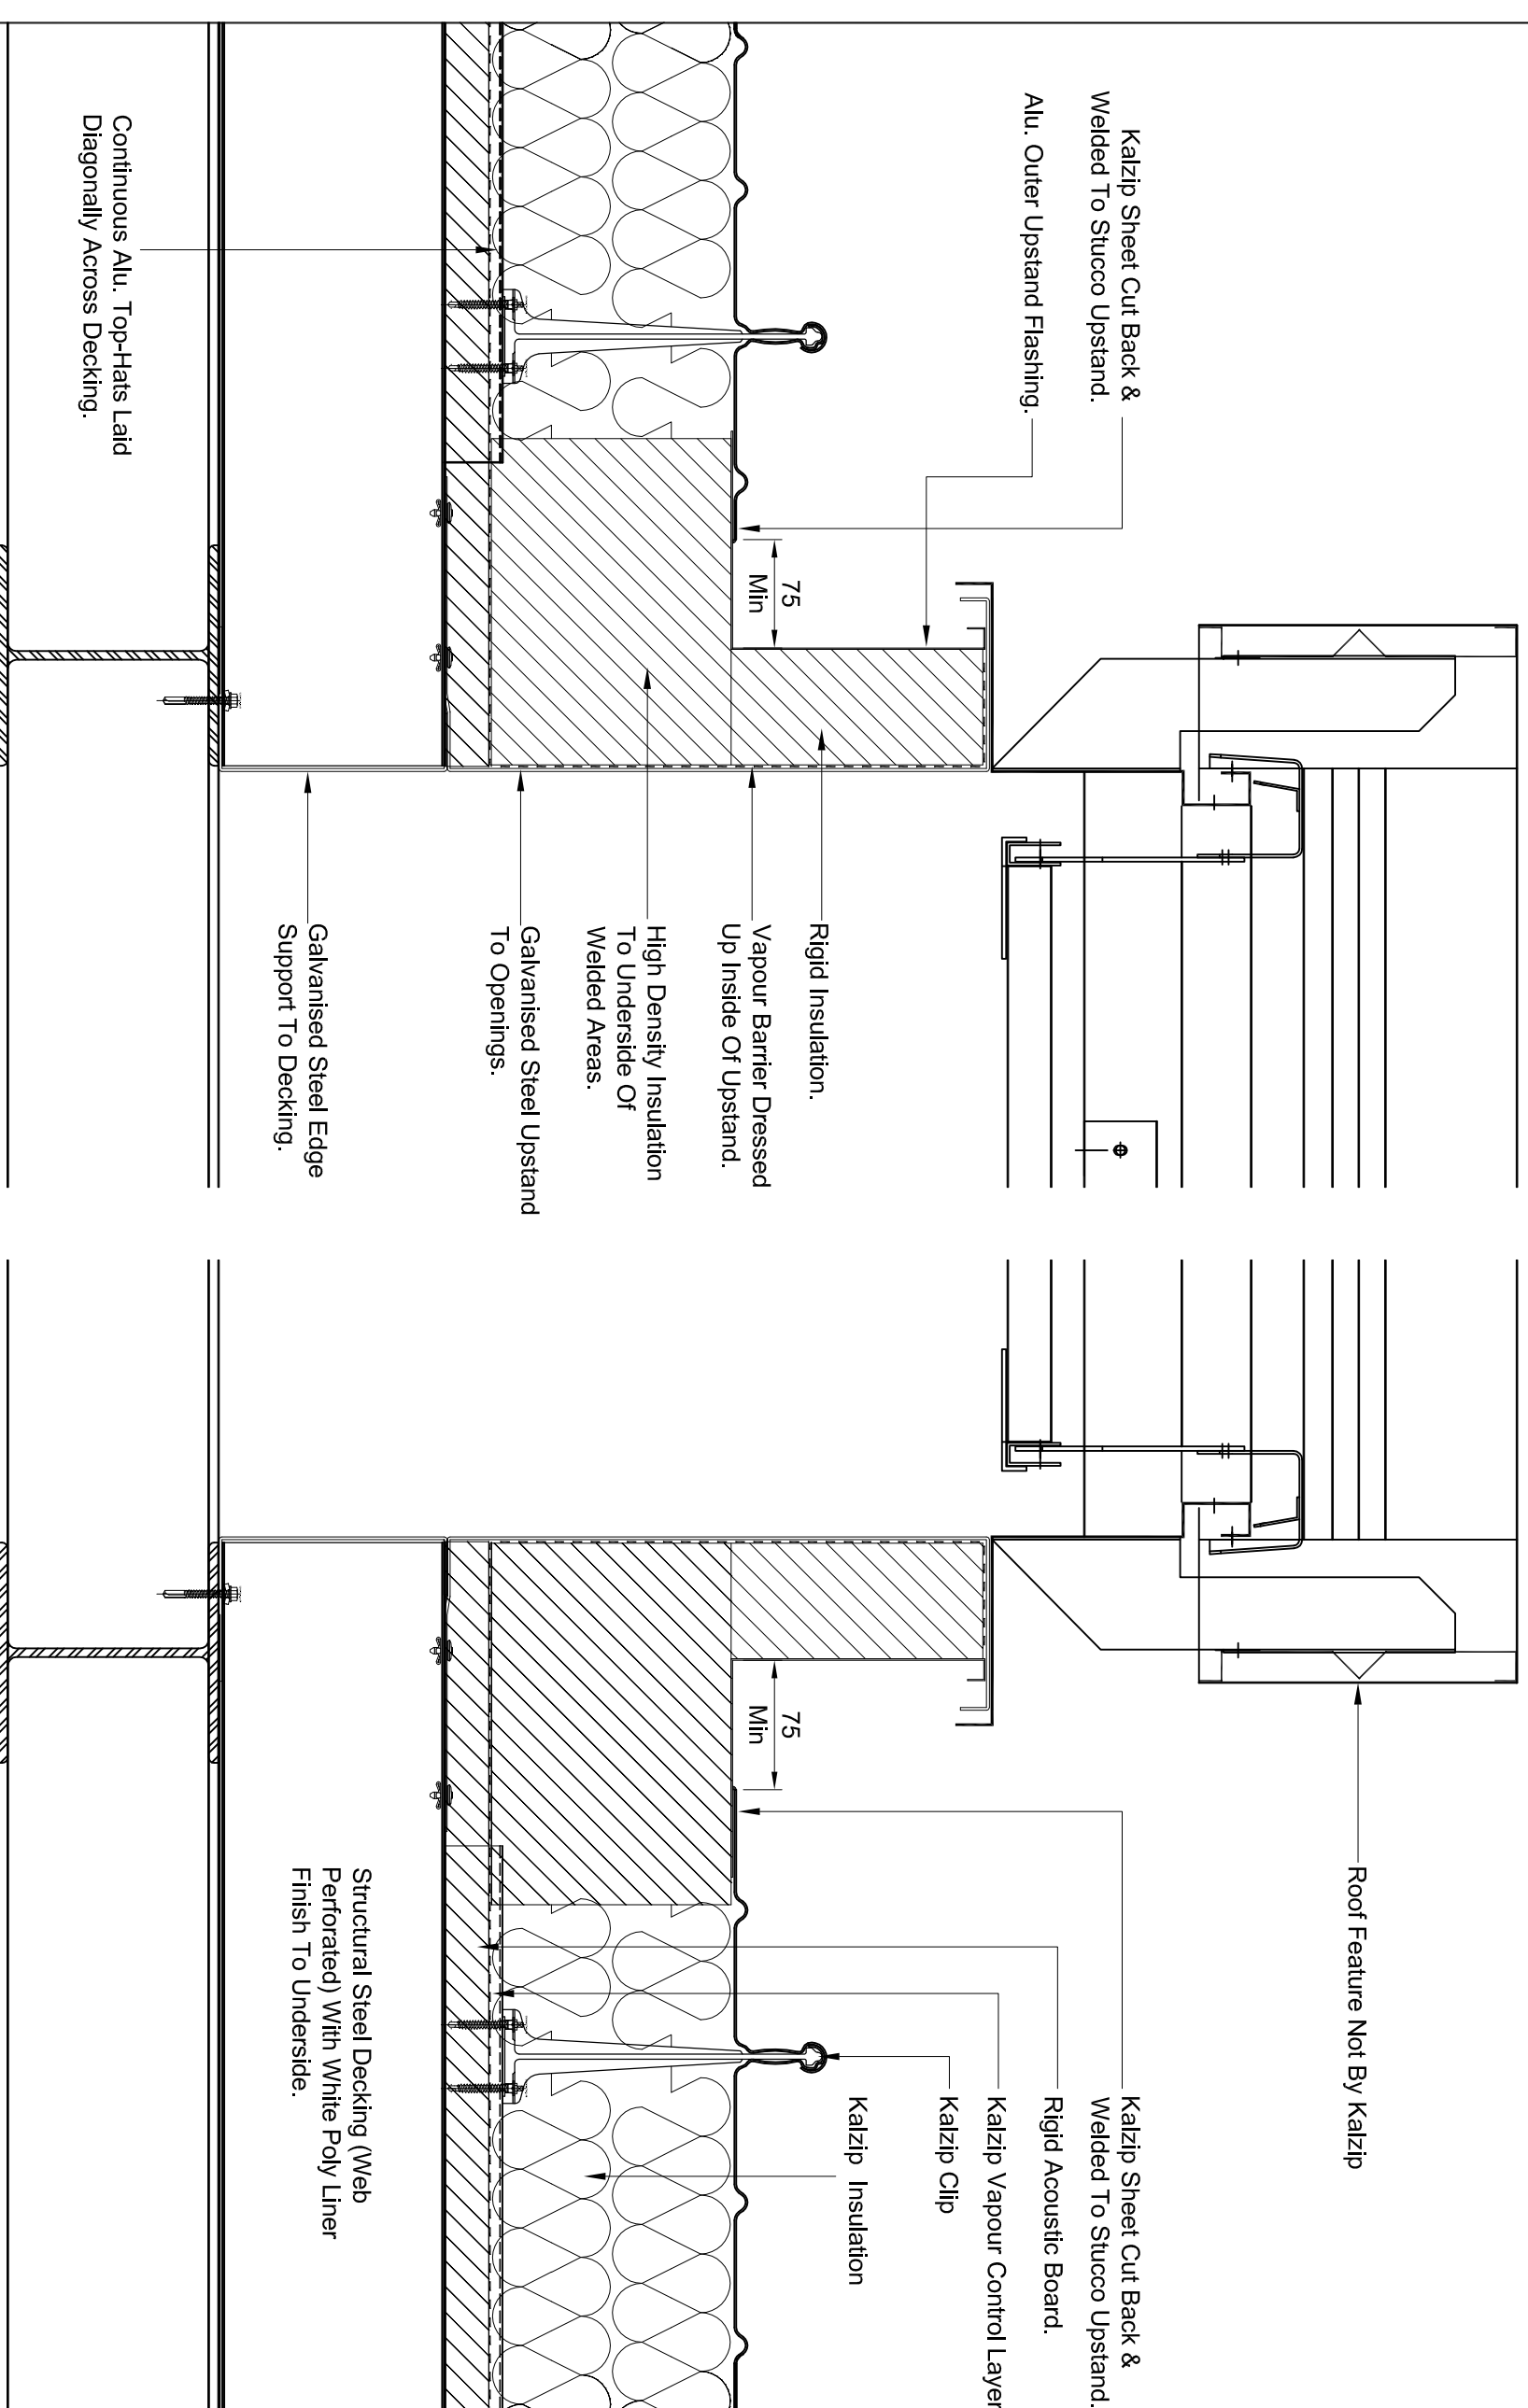 Kalzip Sheet Cut Back &
Welded To Stucco Upstand.
Alu. Outer Upstand Flashing.
75
Min
Continuous Alu. Top-Hats Laid
Diagonally Across Decking.
Rigid Insulation.
Vapour Barrier Dressed
Up Inside Of Upstand.
High Density Insulation
To Underside Of
Welded Areas.
Galvanised Steel Upstand
To Openings.
Galvanised Steel Edge
Support To Decking.
Roof Feature Not By Kalzip
75
Min
Kalzip Sheet Cut Back &
Welded To Stucco Upstand.
Rigid Acoustic Board.
Kalzip Vapour Control Layer
Kalzip Clip
Kalzip Insulation
Structural Steel Decking (Web
Perforated) With White Poly Liner
Finish To Underside.